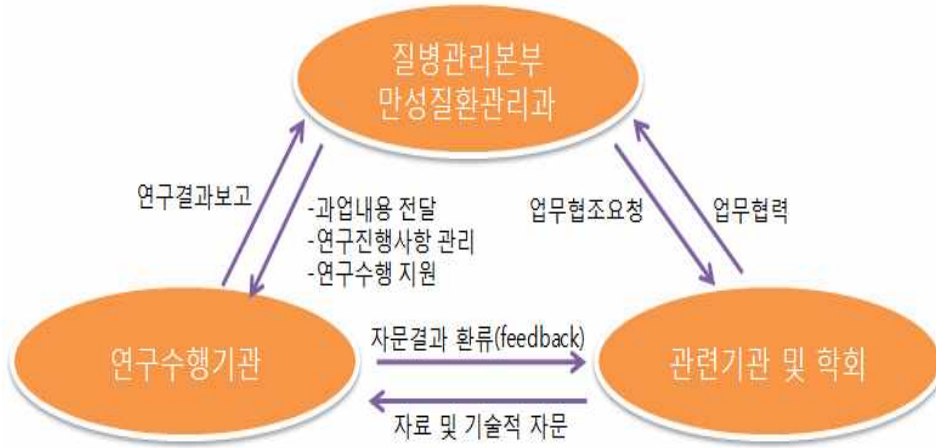 질병관리본부
만성질환관리과
연구결과보고
-과업내용 전달
-연구진행사항 관리
-연구수행 지원
업무협조요청
업무협력
연구수행기관
자문결과 환류(feedback)
관련기관 및 학회
자료 및 기술적 자문